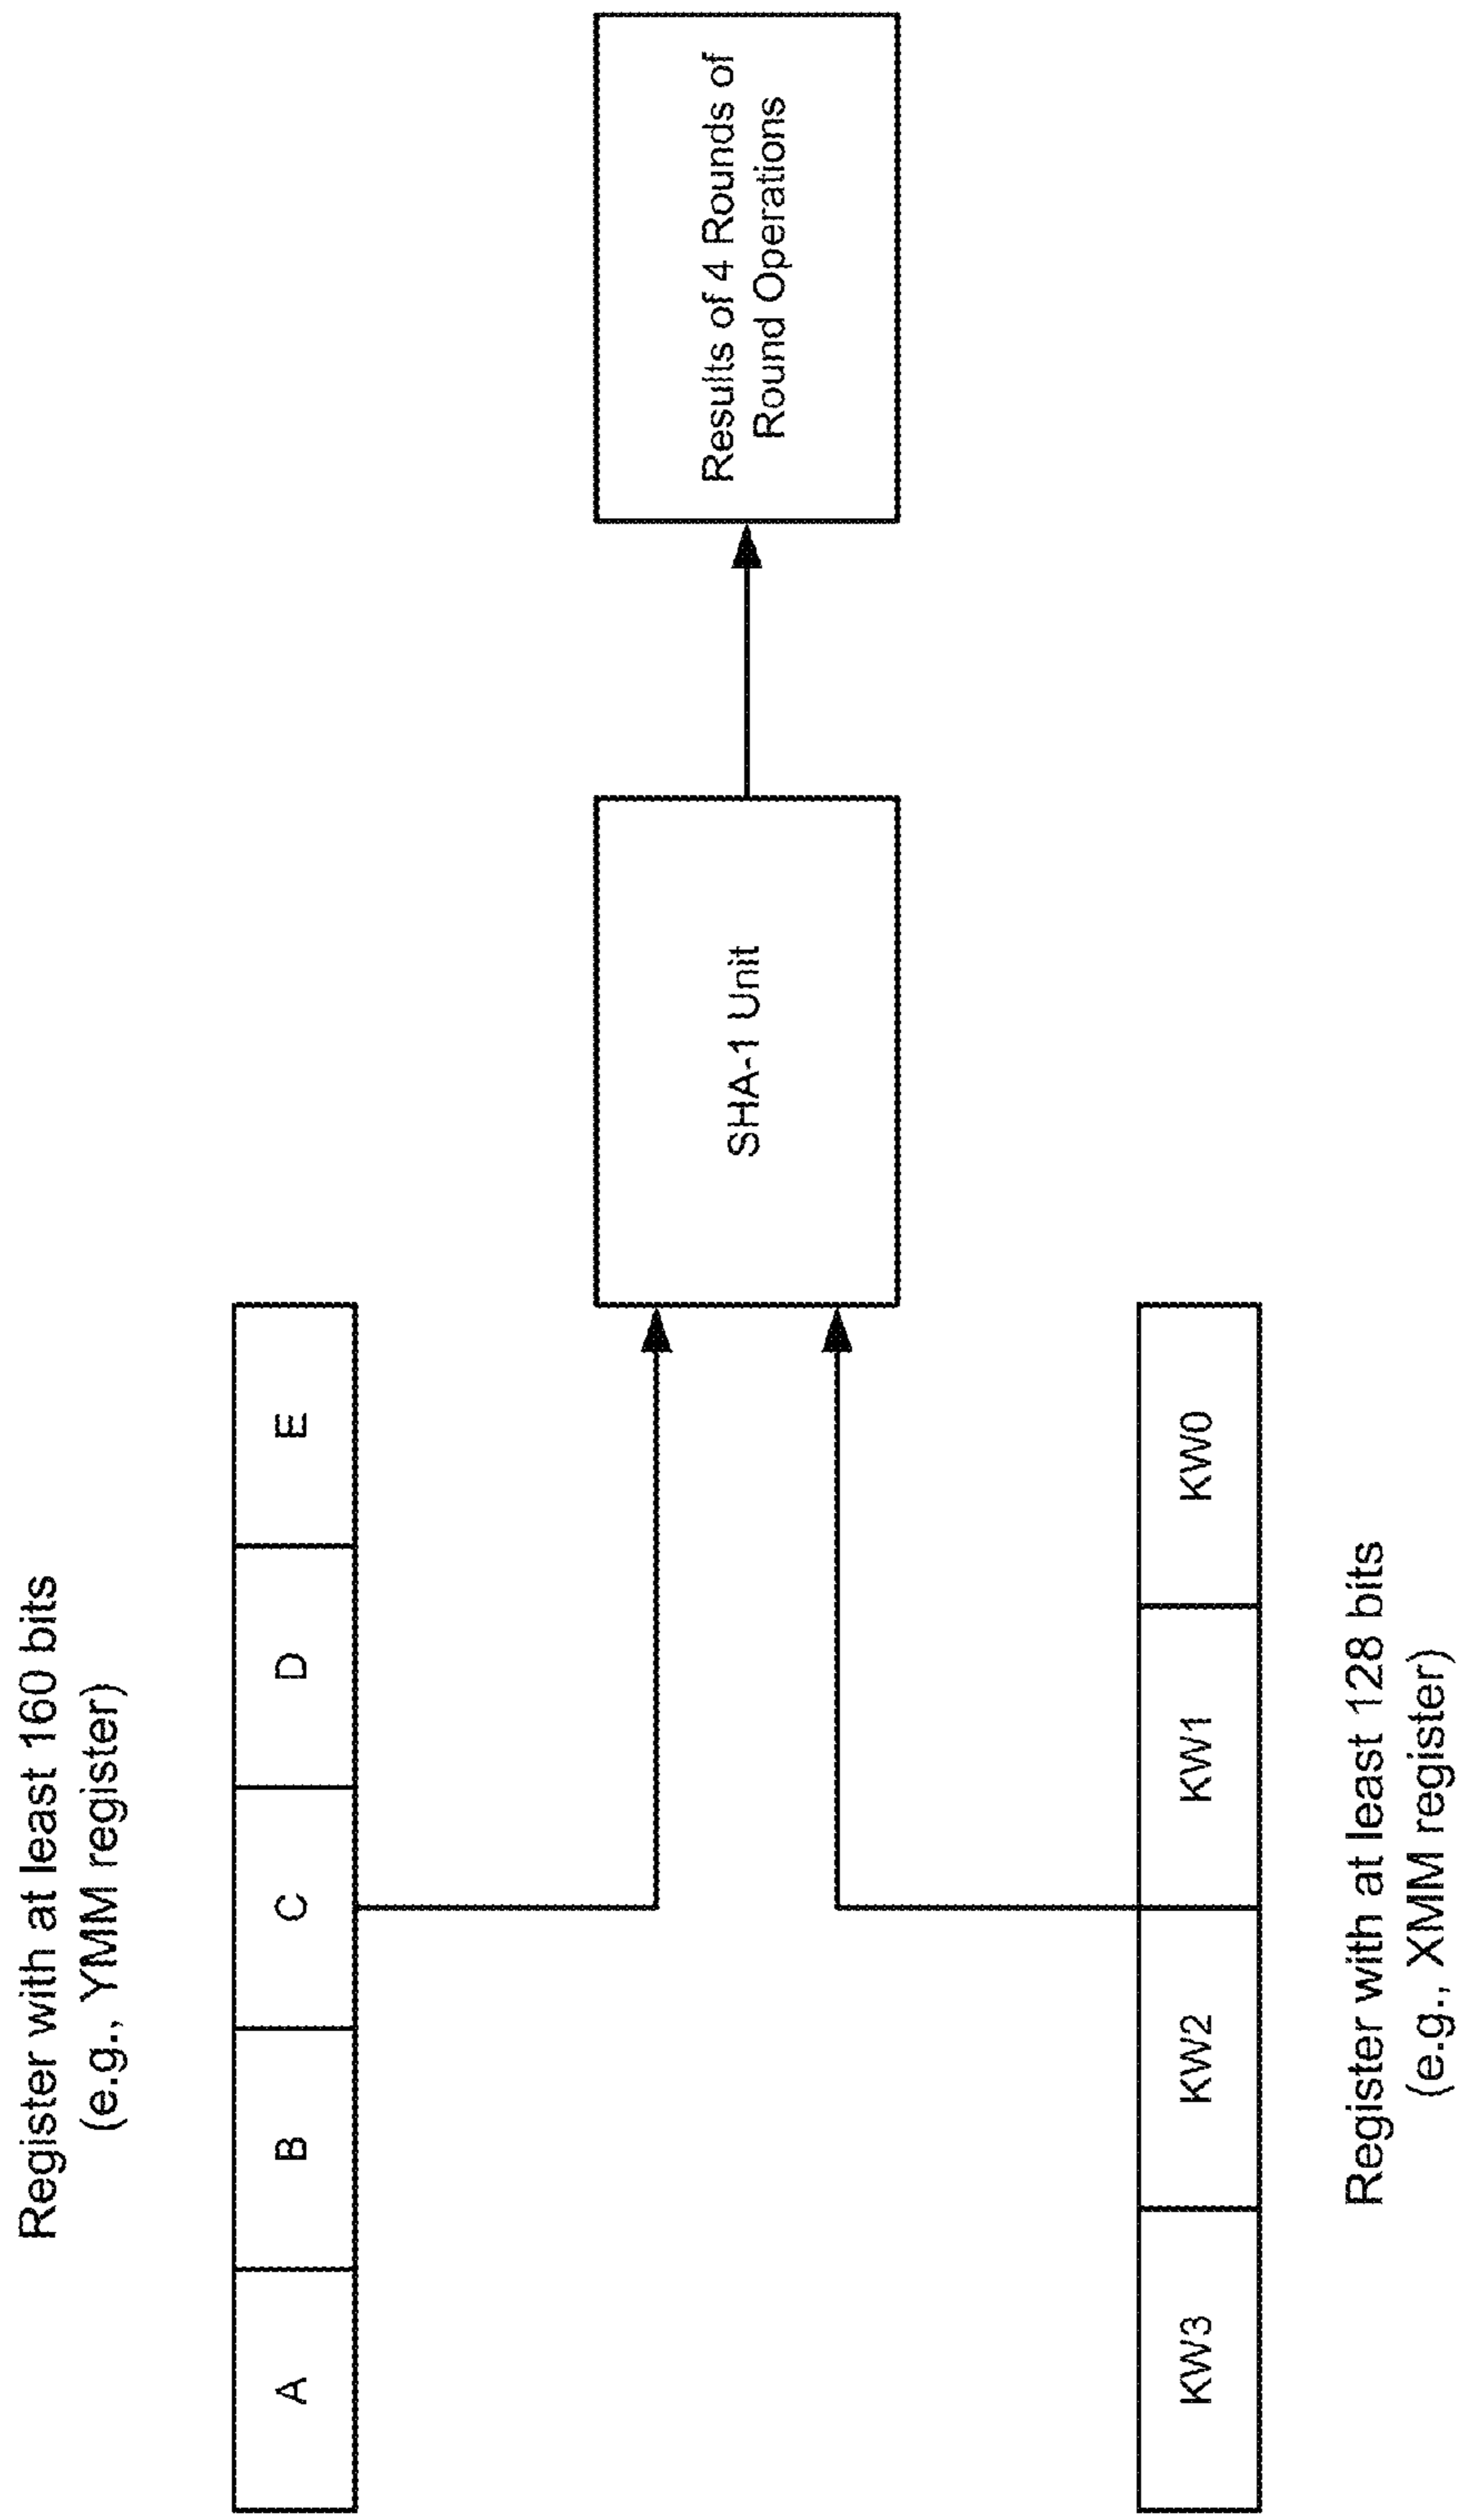 Register with at least 160 bits
(e.g., YMM register)
A
B
C
D
E
SHA-1 Unit
Results of 4 Rounds of
Round Operations
KW3
KW2
KW1
KW0
Register with at least 128 bits
(e.g., XMM register)